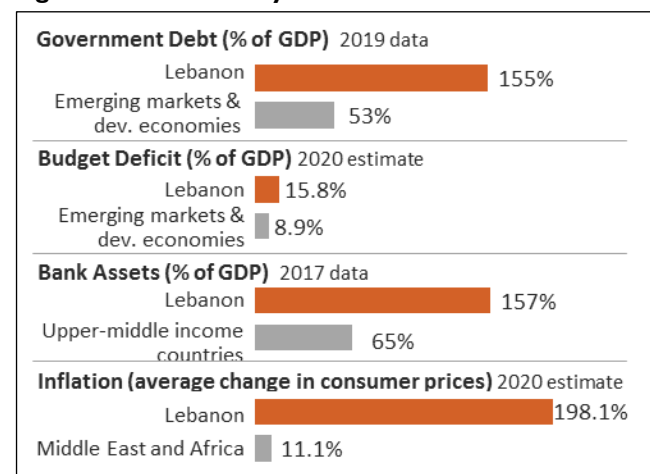 Government Debt (% of GDP) 2019 data
Lebanon 155%
Emerging markets &
dev. economies 53%
Budget Deficit (% of GDP) 2020 estimate
Lebanon 15.8%
Emerging markets &
dev. economies 8.9%
Bank Assets (% of GDP) 2017 data
Lebanon 157%
Upper-middle income
countries 65%
Inflation (average change in consumer prices) 2020 estimate
Lebanon 198.1%
Middle East and Africa 11.1%